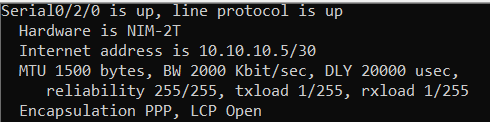 Serial0/2/0 is up, line protocol is up
Hardware is NIM-2T
Internet address is 10.10.10.5/30
MTU 1500 bytes, BW 2000 Kbit/sec, DLY 20000 usec,
reliability 255/255, txload 1/255, rxload 1/255
Encapsulation PPP, LCP Open